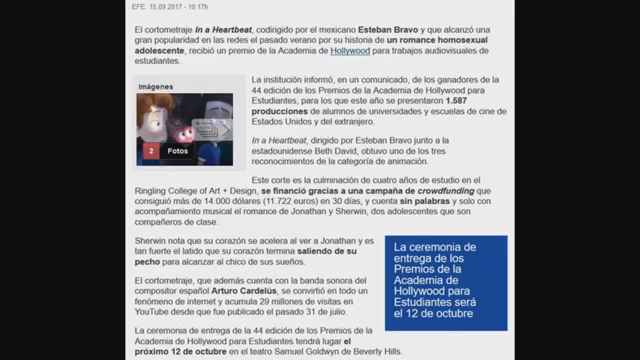 EFE. 15.09.2017 - 10:17h
El cortometraje In a Heartbeat, codirigido por el mexicano Esteban Bravo y que alcanzó una
gran popularidad en las redes el pasado verano por su historia de un romance homosexual
adolescente, recibió un premio de la Academia de Hollywood para trabajos audiovisuales de
estudiantes.
Imágenes
2 Fotos
La institución informó, en un comunicado, de los ganadores de la
44 edición de los Premios de la Academia de Hollywood para
Estudiantes, para los que este año se presentaron 1.587
producciones de alumnos de universidades y escuelas de cine de
Estados Unidos y del extranjero.
In a Heartbeat, dirigido por Esteban Bravo junto a la
estadounidense Beth David, obtuvo uno de los tres
reconocimientos de la categoría de animación.
Este corte es la culminación de cuatro años de estudio en el
Ringling College of Art + Design, se financió gracias a una campaña de crowdfunding que
consiguió más de 14.000 dólares (11.722 euros) en 30 días, y cuenta sin palabras y solo con
acompañamiento musical el romance de Jonathan y Sherwin, dos adolescentes que son
compañeros de clase.
Sherwin nota que su corazón se acelera al ver a Jonathan y es
tan fuerte el latido que su corazón termina saliendo de su
pecho para alcanzar al chico de sus sueños.
El cortometraje, que además cuenta con la banda sonora del
compositor español Arturo Cardelús, se convirtió en todo un
fenómeno de internet y acumula 29 millones de visitas en
YouTube desde que fue publicado el pasado 31 de julio.
La ceremonia de
entrega de los
Premios de la
Academia de
Hollywood para
Estudiantes será
el 12 de octubre
La ceremonia de entrega de la 44 edición de los Premios de la
Academia de Hollywood para Estudiantes tendrá lugar el
próximo 12 de octubre en el teatro Samuel Goldwyn de Beverly Hills.